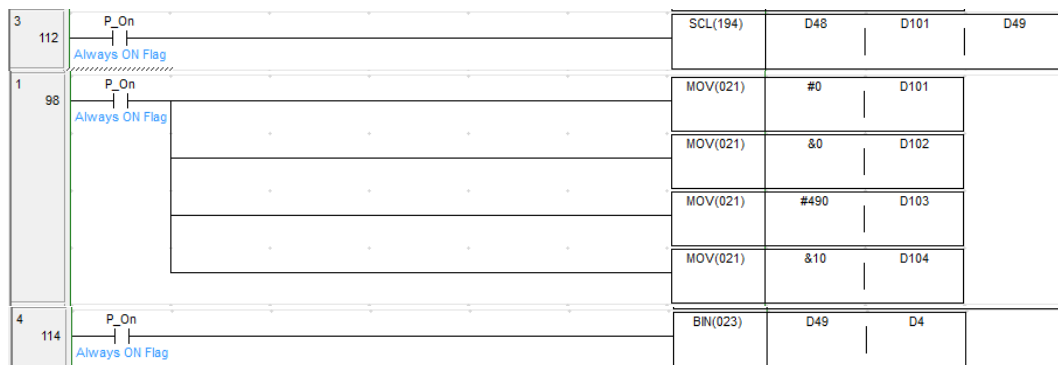 3 P_On SCL(194) D48 D101 D49
112
Always ON Flag
1 P_On MOV(021) #0 D101
98
Always ON Flag
MOV(021) &0 D102
MOV(021) #490 D103
MOV(021) &10 D104
4 P_On BIN(023) D49 D4
114
Always ON Flag